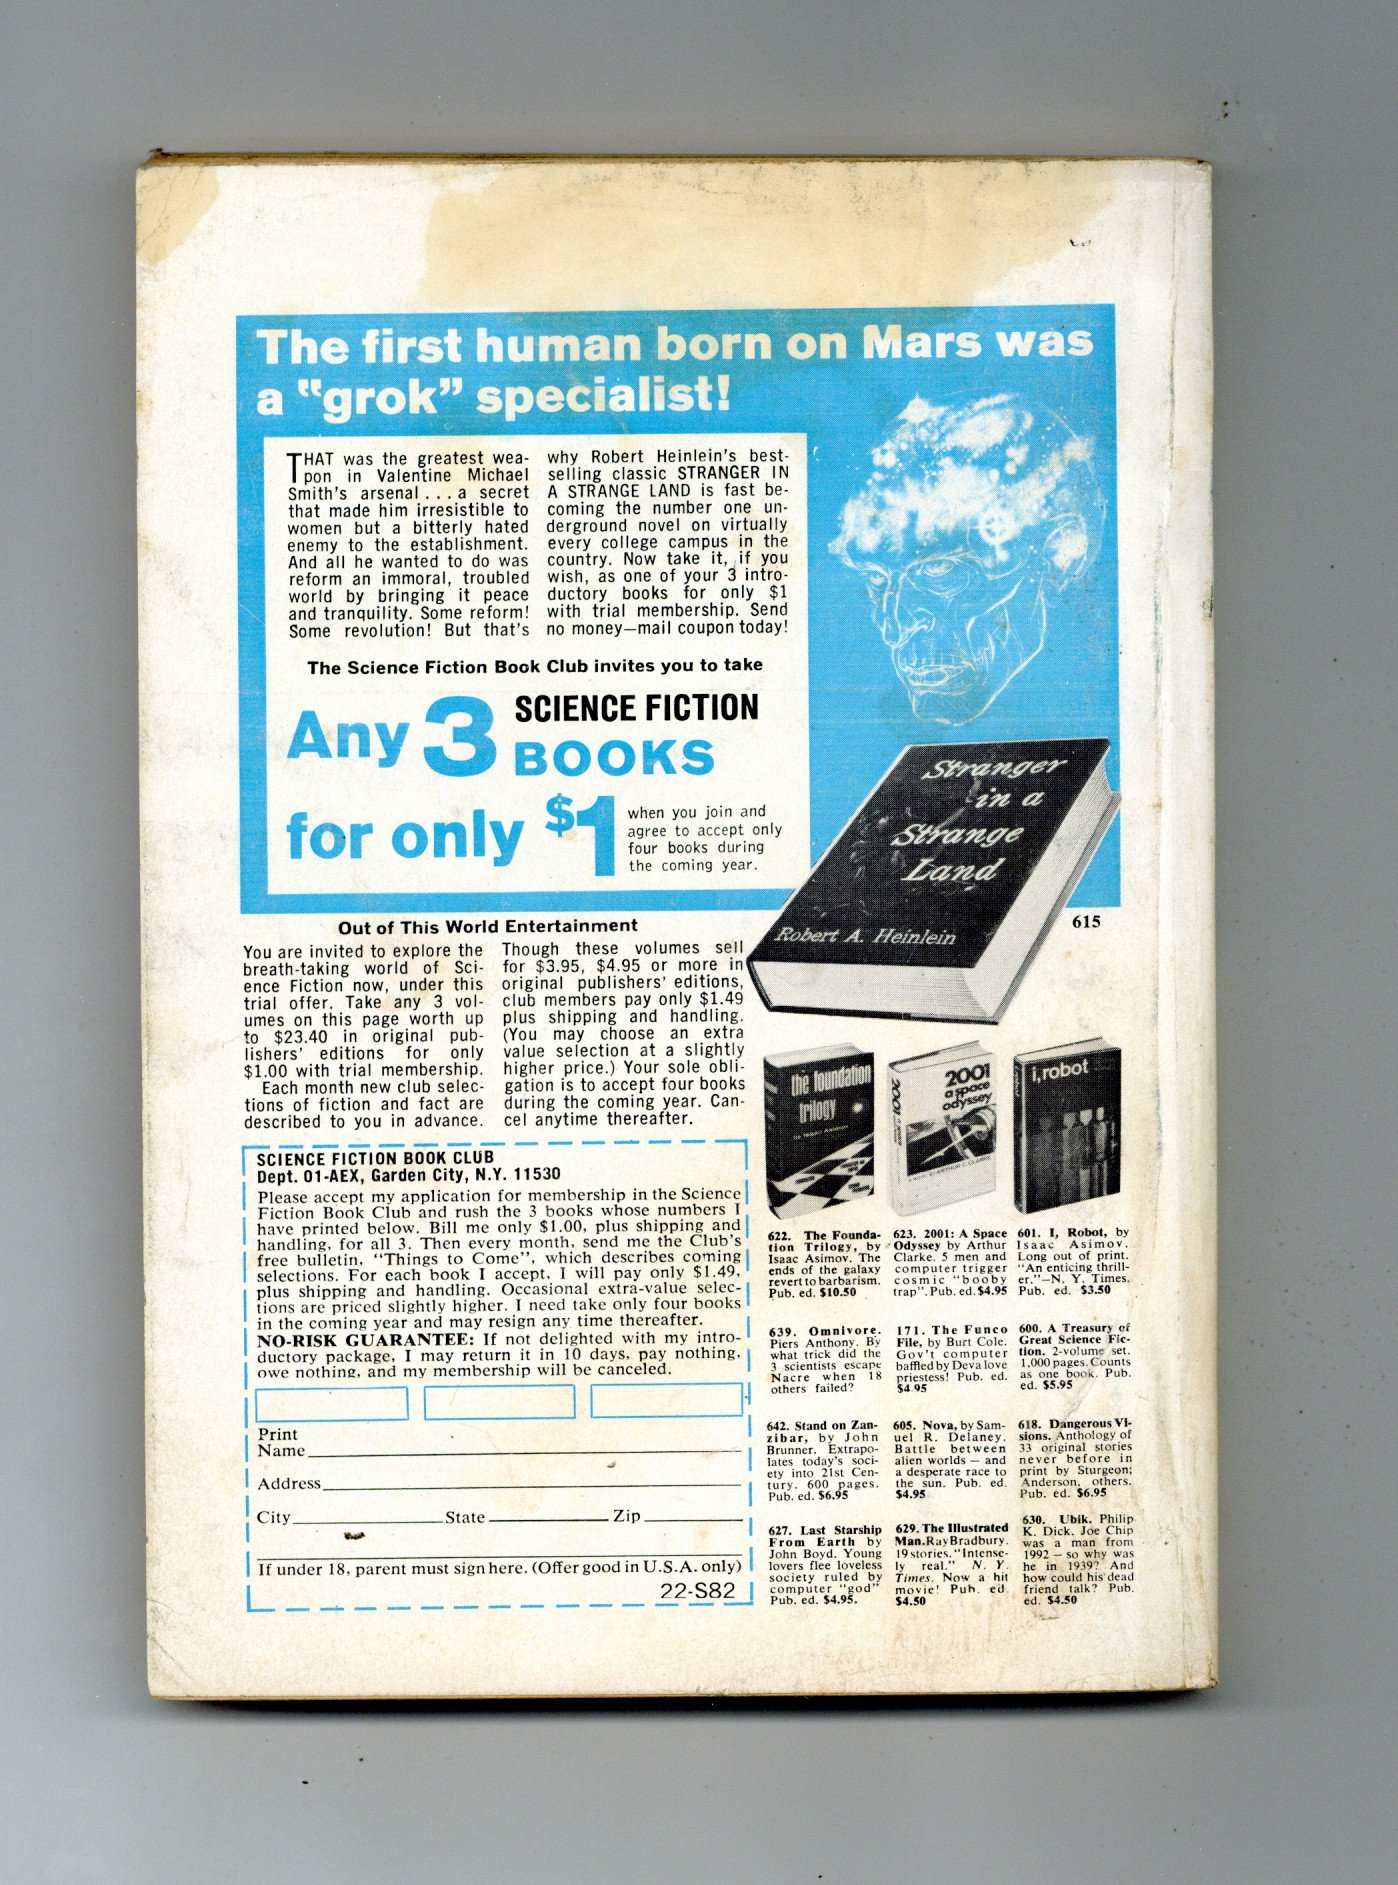 The first human born on Mars was
a "grok" specialist!
THAT was the greatest wea-
pon in Valentine Michael
Smith's arsenal . . . a secret
that made him irresistible to
women but a bitterly hated
enemy to the establishment.
And all he wanted to do was
reform an immoral, troubled
world by bringing it peace
and tranquility. Some reform!
Some revolution! But that's
why Robert Heinlein's best-
selling classic STRANGER IN
A STRANGE LAND is fast be-
coming the number one un-
derground novel on virtually
every college campus in the
country. Now take it, if you
wish, as one of your 3 intro-
ductory books for only $1
with trial membership. Send
no money—mail coupon today!
The Science Fiction Book Club invites you to take
Any 3 SCIENCE FICTION
BOOKS
for only $1
when you join and
agree to accept only
four books during
the coming year.
Stranger
in a
Strange
Land
Robert A. Heinlein
615
Out of This World Entertainment
You are invited to explore the
breath-taking world of Sci-
ence Fiction now, under this
trial offer. Take any 3 vol-
umes on this page worth up
to $23.40 in original pub-
lishers' editions for only
$1.00 with trial membership.
Each month new club selec-
tions of fiction and fact are
described to you in advance.
Though these volumes sell
for $3.95, $4.95 or more in
original publishers' editions,
club members pay only $1.49
plus shipping and handling.
(You may choose an extra
value selection at a slightly
higher price.) Your sole obli-
gation is to accept four books
during the coming year. Can-
cel anytime thereafter.
SCIENCE FICTION BOOK CLUB
Dept. 01-AEX, Garden City, N.Y. 11530
Please accept my application for membership in the Science
Fiction Book Club and rush the 3 books whose numbers I
have printed below. Bill me only $1.00, plus shipping and
handling, for all 3. Then every month, send me the Club's
free bulletin, "Things to Come", which describes coming
selections. For each book I accept, I will pay only $1.49,
plus shipping and handling. Occasional extra-value selec-
tions are priced slightly higher. I need take only four books
in the coming year and may resign any time thereafter.
NO-RISK GUARANTEE: If not delighted with my intro-
ductory package, I may return it in 10 days, pay nothing,
owe nothing, and my membership will be canceled.
Print
Name
Address
City State Zip
If under 18, parent must sign here. (Offer good in U.S.A. only)
22-S82
the foundation
trilogy
2001
a space
odyssey
2001
i, robot
622. The Founda-
tion Trilogy, by
Isaac Asimov. The
ends of the galaxy
revert to barbarism.
Pub. ed. $10.50
623. 2001: A Space
Odyssey by Arthur
Clarke. 5 men and
computer trigger
cosmic "booby
trap". Pub. ed. $4.95
601. I, Robot, by
Isaac Asimov.
Long out of print.
"An enticing thrill-
er."—N. Y. Times.
Pub. ed. $3.50
639. Omnivore.
Piers Anthony. By
what trick did the
3 scientists escape
Nacre when 18
others failed?
171. The Funco
File, by Burt Cole.
Gov't computer
baffled by Deva love
priestess! Pub. ed.
$4.95
600. A Treasury of
Great Science Fic-
tion. 2-volume set.
1,000 pages. Counts
as one book. Pub.
ed. $5.95
642. Stand on Zan-
zibar, by John
Brunner. Extrapo-
lates today's soci-
ety into 21st Cen-
tury. 600 pages.
Pub. ed. $6.95
605. Nova, by Sam-
uel R. Delaney.
Battle between
alien worlds — and
a desperate race to
the sun. Pub. ed.
$4.95
618. Dangerous Vi-
sions. Anthology of
33 original stories
never before in
print by Sturgeon;
Anderson, others.
Pub. ed. $6.95
627. Last Starship
From Earth by
John Boyd. Young
lovers flee loveless
society ruled by
computer "god"
Pub. ed. $4.95.
629. The Illustrated
Man. Ray Bradbury.
19 stories. "Intense-
ly real." N. Y.
Times. Now a hit
movie! Pub. ed.
$4.50
630. Ubik. Philip
K. Dick. Joe Chip
was a man from
1992 — so why was
he in 1939? And
how could his dead
friend talk? Pub.
ed. $4.50